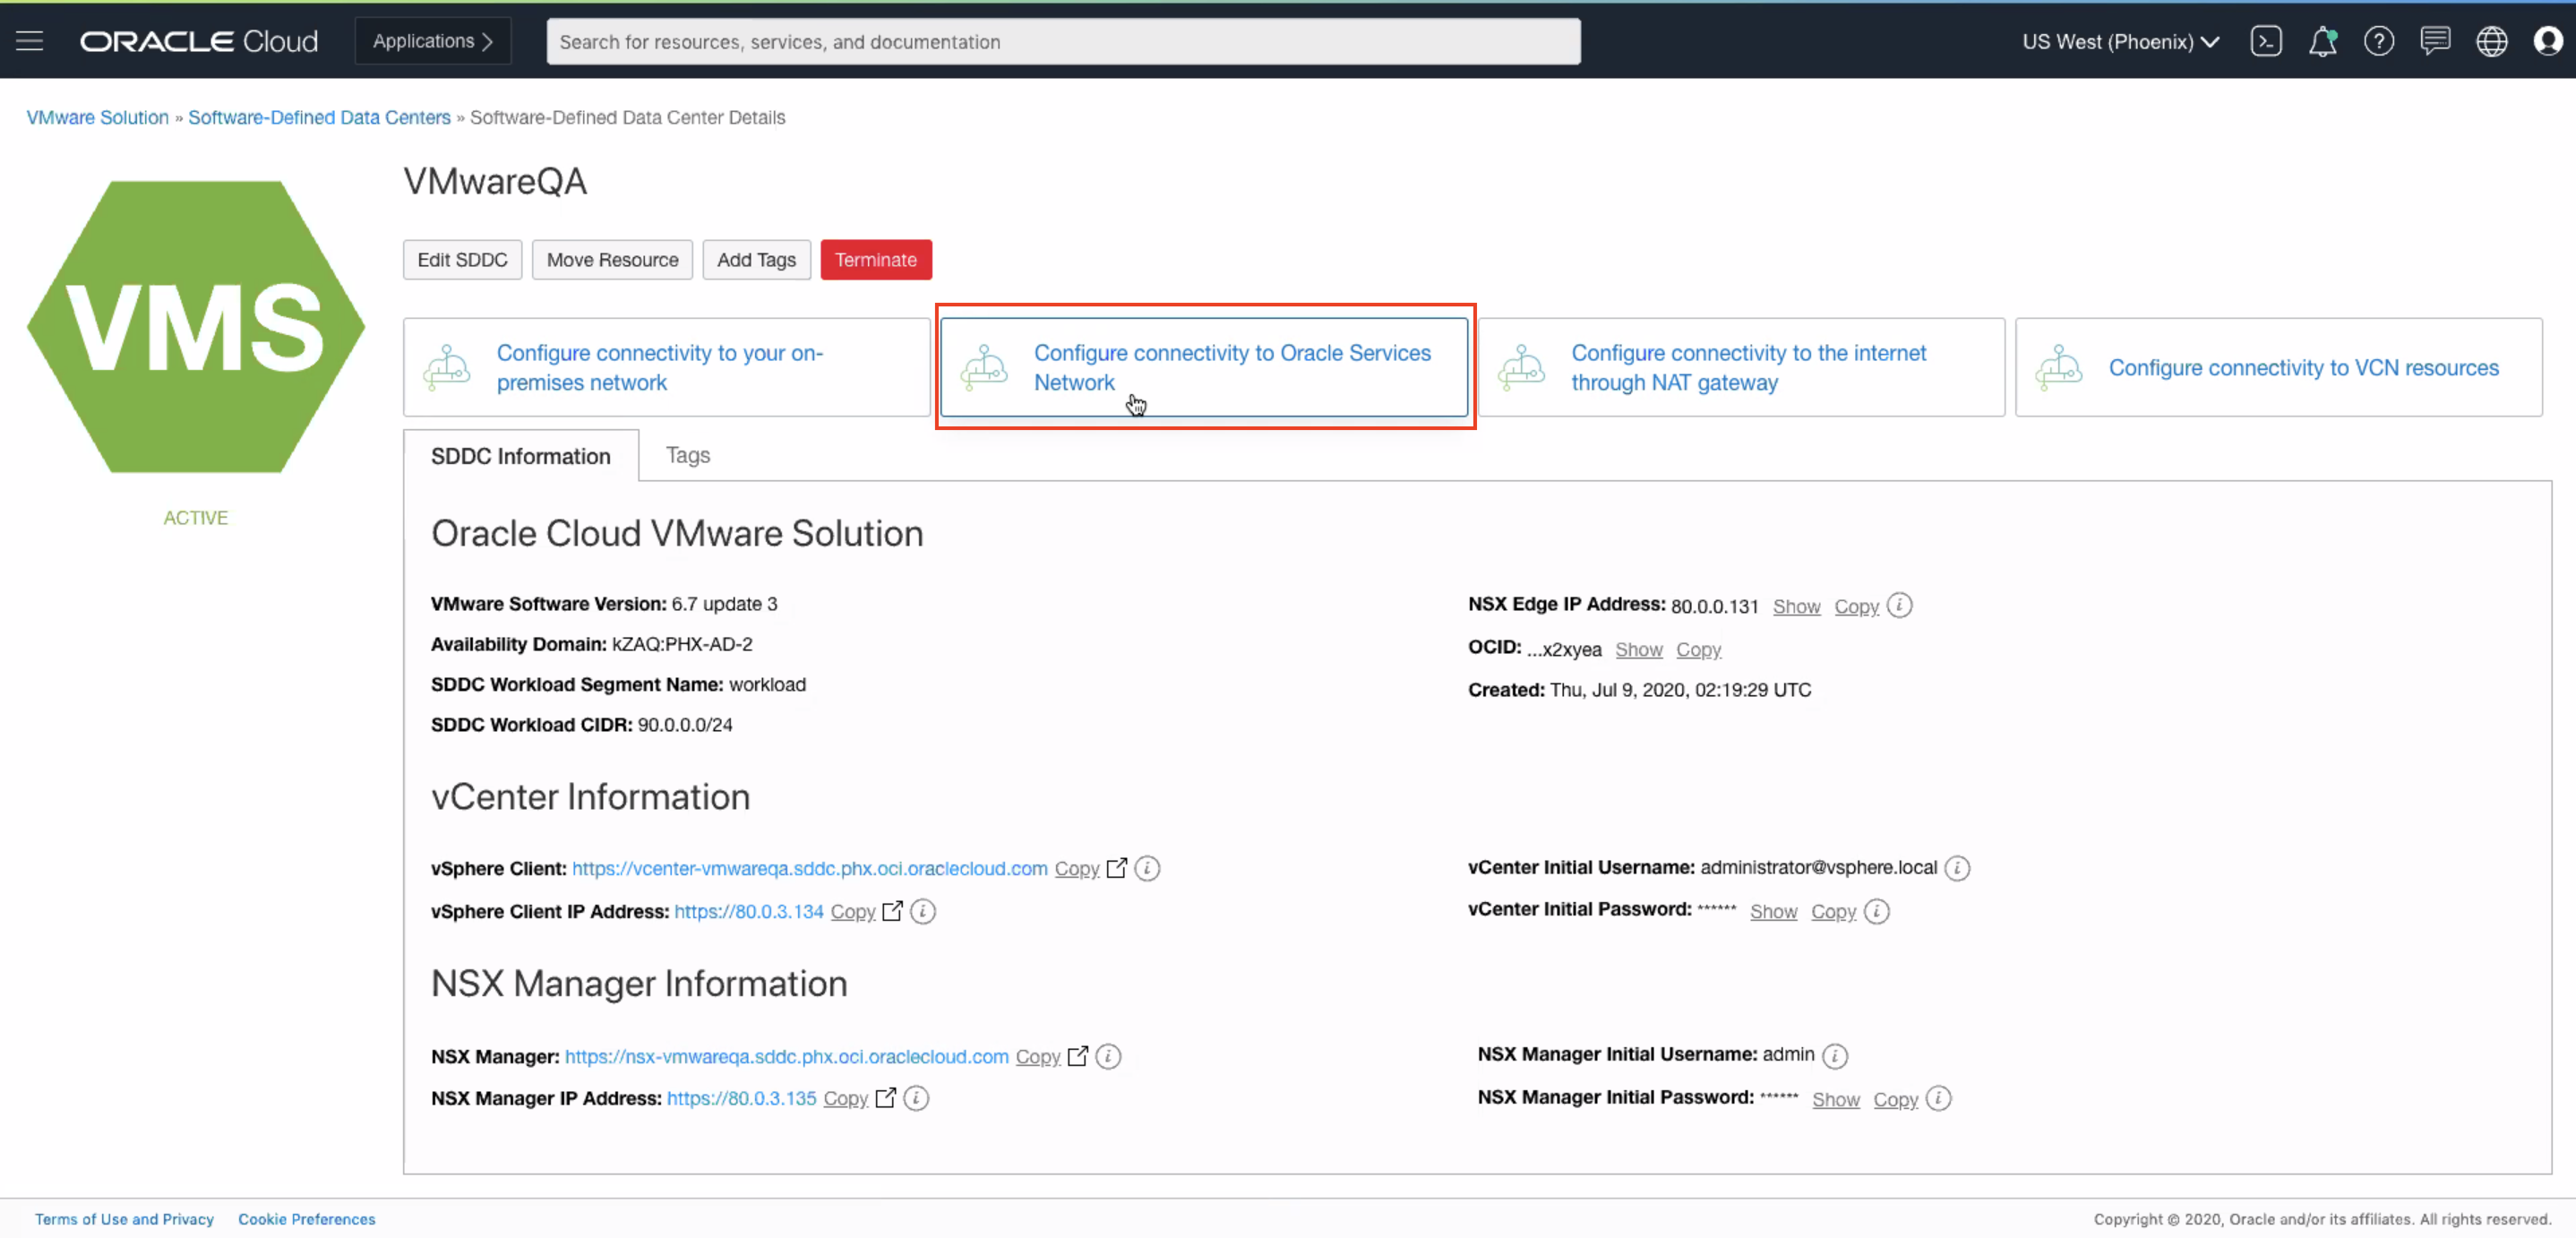 ORACLE Cloud
Applications
Search for resources, services, and documentation
US West (Phoenix)
VMware Solution » Software-Defined Data Centers » Software-Defined Data Center Details
VMS
ACTIVE
VMwareQA
Edit SDDC
Move Resource
Add Tags
Terminate
Configure connectivity to your on-
premises network
Configure connectivity to Oracle Services
Network
Configure connectivity to the internet
through NAT gateway
Configure connectivity to VCN resources
SDDC Information
Tags
Oracle Cloud VMware Solution
VMware Software Version: 6.7 update 3
Availability Domain: kZAQ:PHX-AD-2
SDDC Workload Segment Name: workload
SDDC Workload CIDR: 90.0.0.0/24
NSX Edge IP Address: 80.0.0.131 Show Copy
OCID: ...x2xyea Show Copy
Created: Thu, Jul 9, 2020, 02:19:29 UTC
vCenter Information
vSphere Client: https://vcenter-vmwareqa.sddc.phx.oci.oraclecloud.com Copy
vSphere Client IP Address: https://80.0.3.134 Copy
vCenter Initial Username: administrator@vsphere.local
vCenter Initial Password: ****** Show Copy
NSX Manager Information
NSX Manager: https://nsx-vmwareqa.sddc.phx.oci.oraclecloud.com Copy
NSX Manager IP Address: https://80.0.3.135 Copy
NSX Manager Initial Username: admin
NSX Manager Initial Password: ****** Show Copy
Terms of Use and Privacy
Cookie Preferences
Copyright © 2020, Oracle and/or its affiliates. All rights reserved.